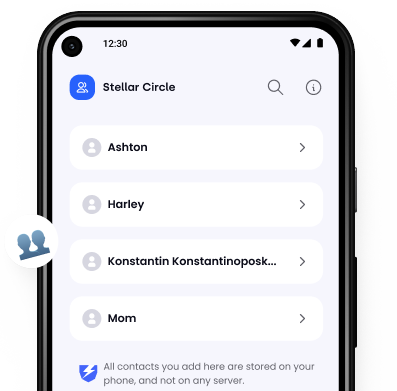 12:30
Stellar Circle
Ashton
Harley
Konstantin Konstantinoposk...
Mom
All contacts you add here are stored on your
phone, and not on any server.